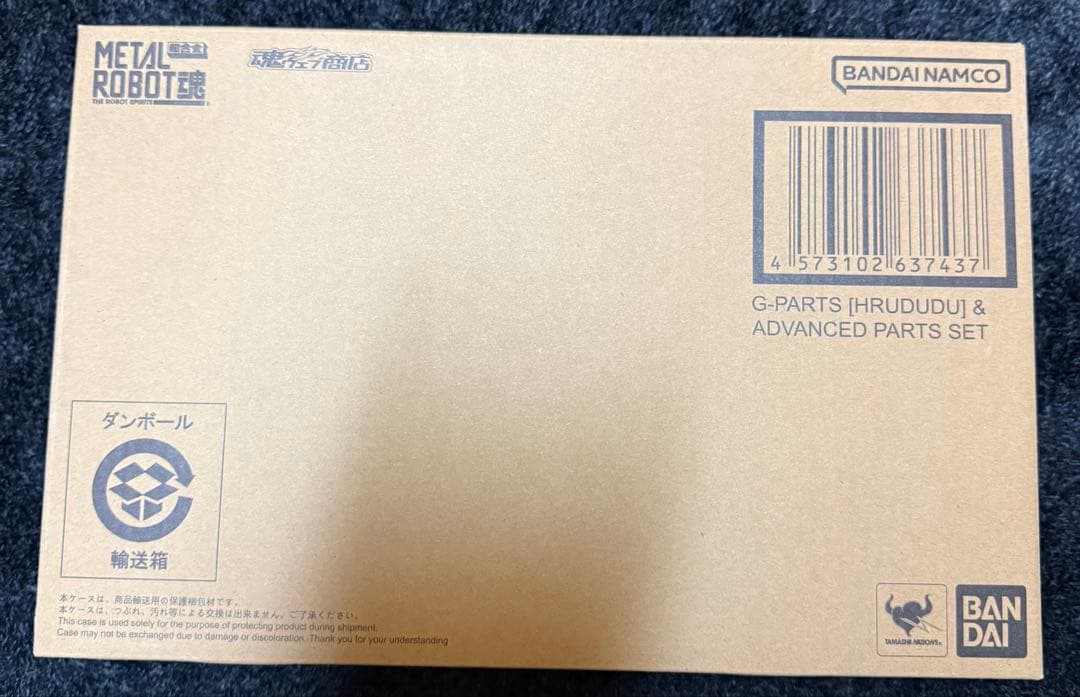 METAL 超合金
ROBOT魂
THE ROBOT SPIRITS
魂ウェブ商店
BANDAI NAMCO
4 573102 637437
G-PARTS [HRUDUDU] &
ADVANCED PARTS SET
ダンボール
輸送箱
本ケースは、商品輸送用の保護梱包材です。
本ケースは、つぶれ、汚れ等による交換は出来ません。ご了承ください。
This case is used solely for the purpose of protecting product during shipment.
Case may not be exchanged due to damage or discoloration. Thank you for your understanding
TAMASHII NATIONS
BAN
DAI